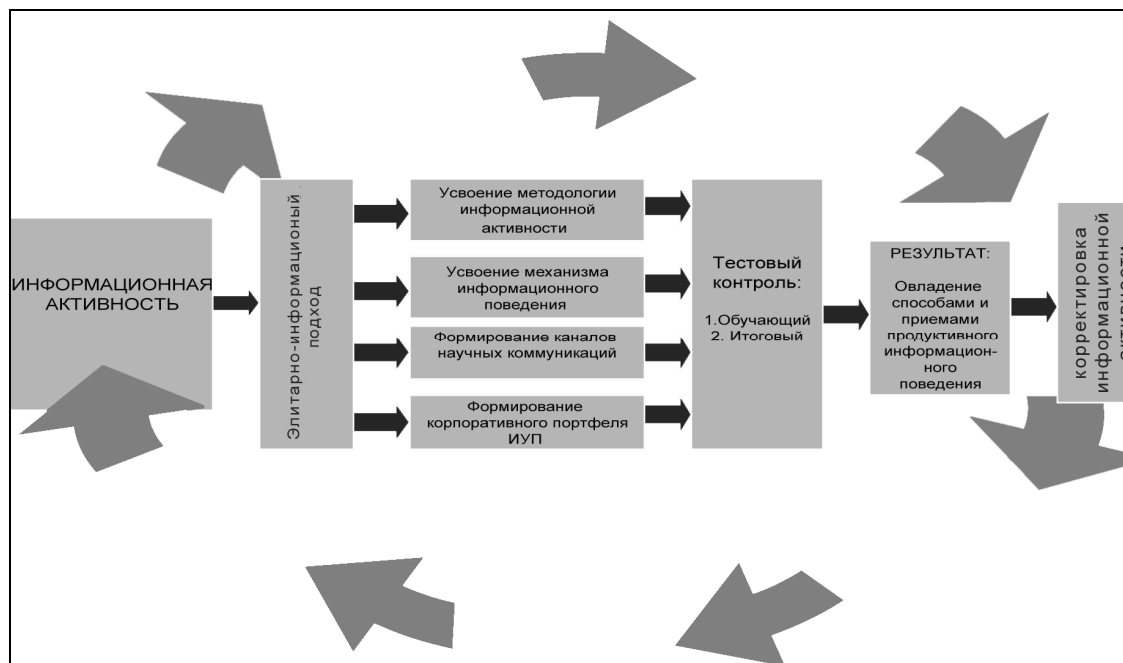 ИНФОРМАЦИОННАЯ
АКТИВНОСТЬ
Элитарно-информационый
подход
Усвоение методологии
информационной
активности
Усвоение механизма
информационного
поведения
Формирование каналов
научных коммуникаций
Формирование
корпоративного портфеля
ИУП
Тестовый
контроль:
1.Обучающий
2. Итоговый
РЕЗУЛЬТАТ:
Овладение
способами и
приемами
продуктивного
информацион-
ного
поведения
корректировка
информационной